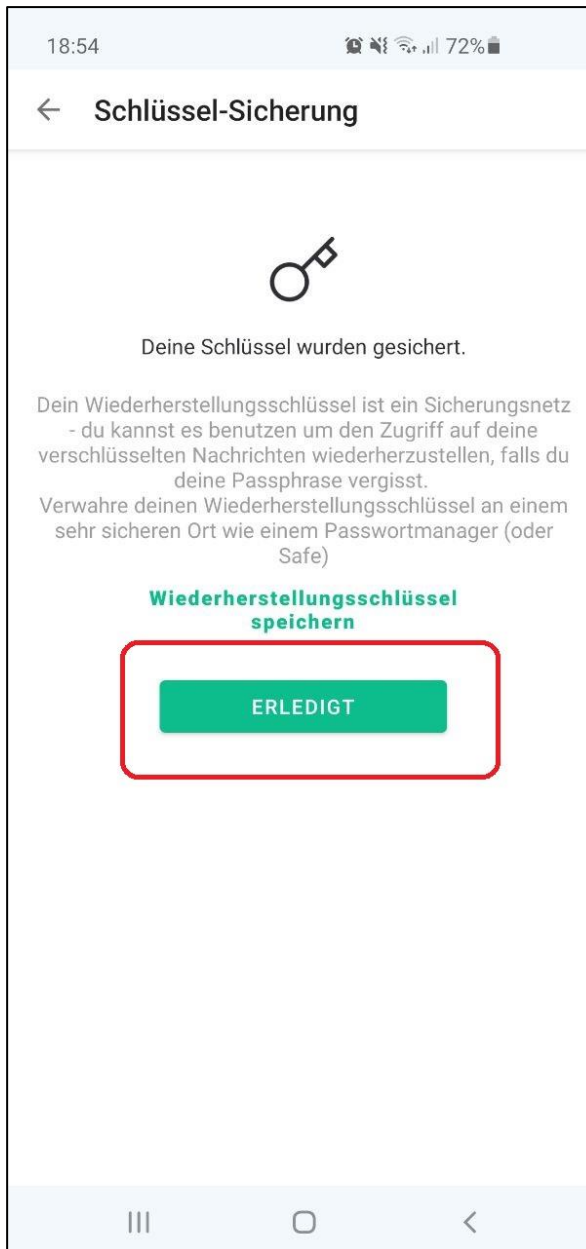 18:54
72%
Schlüssel-Sicherung
Deine Schlüssel wurden gesichert.
Dein Wiederherstellungsschlüssel ist ein Sicherungsnetz
- du kannst es benutzen um den Zugriff auf deine
verschlüsselten Nachrichten wiederherzustellen, falls du
deine Passphrase vergisst.
Verwahre deinen Wiederherstellungsschlüssel an einem
sehr sicheren Ort wie einem Passwortmanager (oder
Safe)
Wiederherstellungsschlüssel
speichern
ERLEDIGT